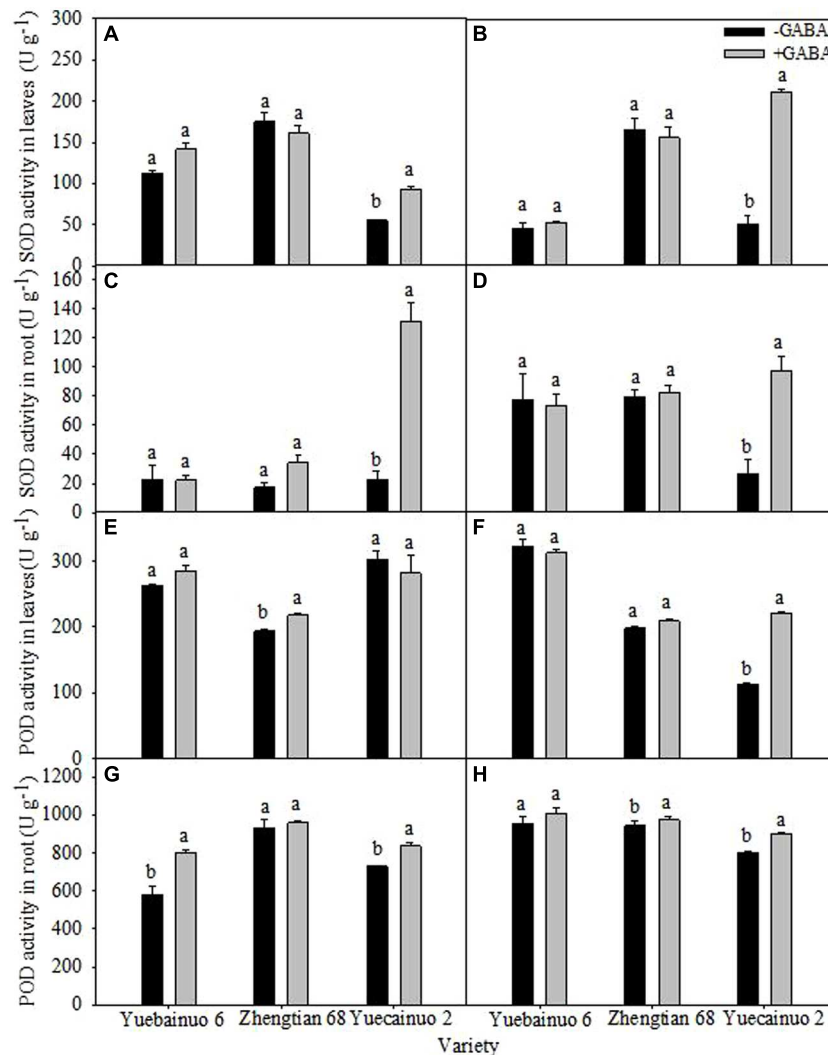 SOD activity in leaves (U g-1)
300
250
200
150
100
50
0
A
a
a
a
a
b
a
B
-GABA
+GABA
a
a
a
a
b
a
SOD activity in root (U g-1)
160
140
120
100
80
60
40
20
0
C
a
a
a
a
b
a
D
a
a
a
a
b
a
POD activity in leaves(U g-1)
300
200
100
0
E
a
a
b
a
a
a
F
a
a
a
a
b
a
POD activity in root (U g-1)
1200
1000
800
600
400
200
0
G
b
a
a
a
b
a
H
a
a
b
a
b
a
Yuebainuo 6
Zhengtian 68
Yuecainuo 2
Yuebainuo 6
Zhengtian 68
Yuecainuo 2
Variety